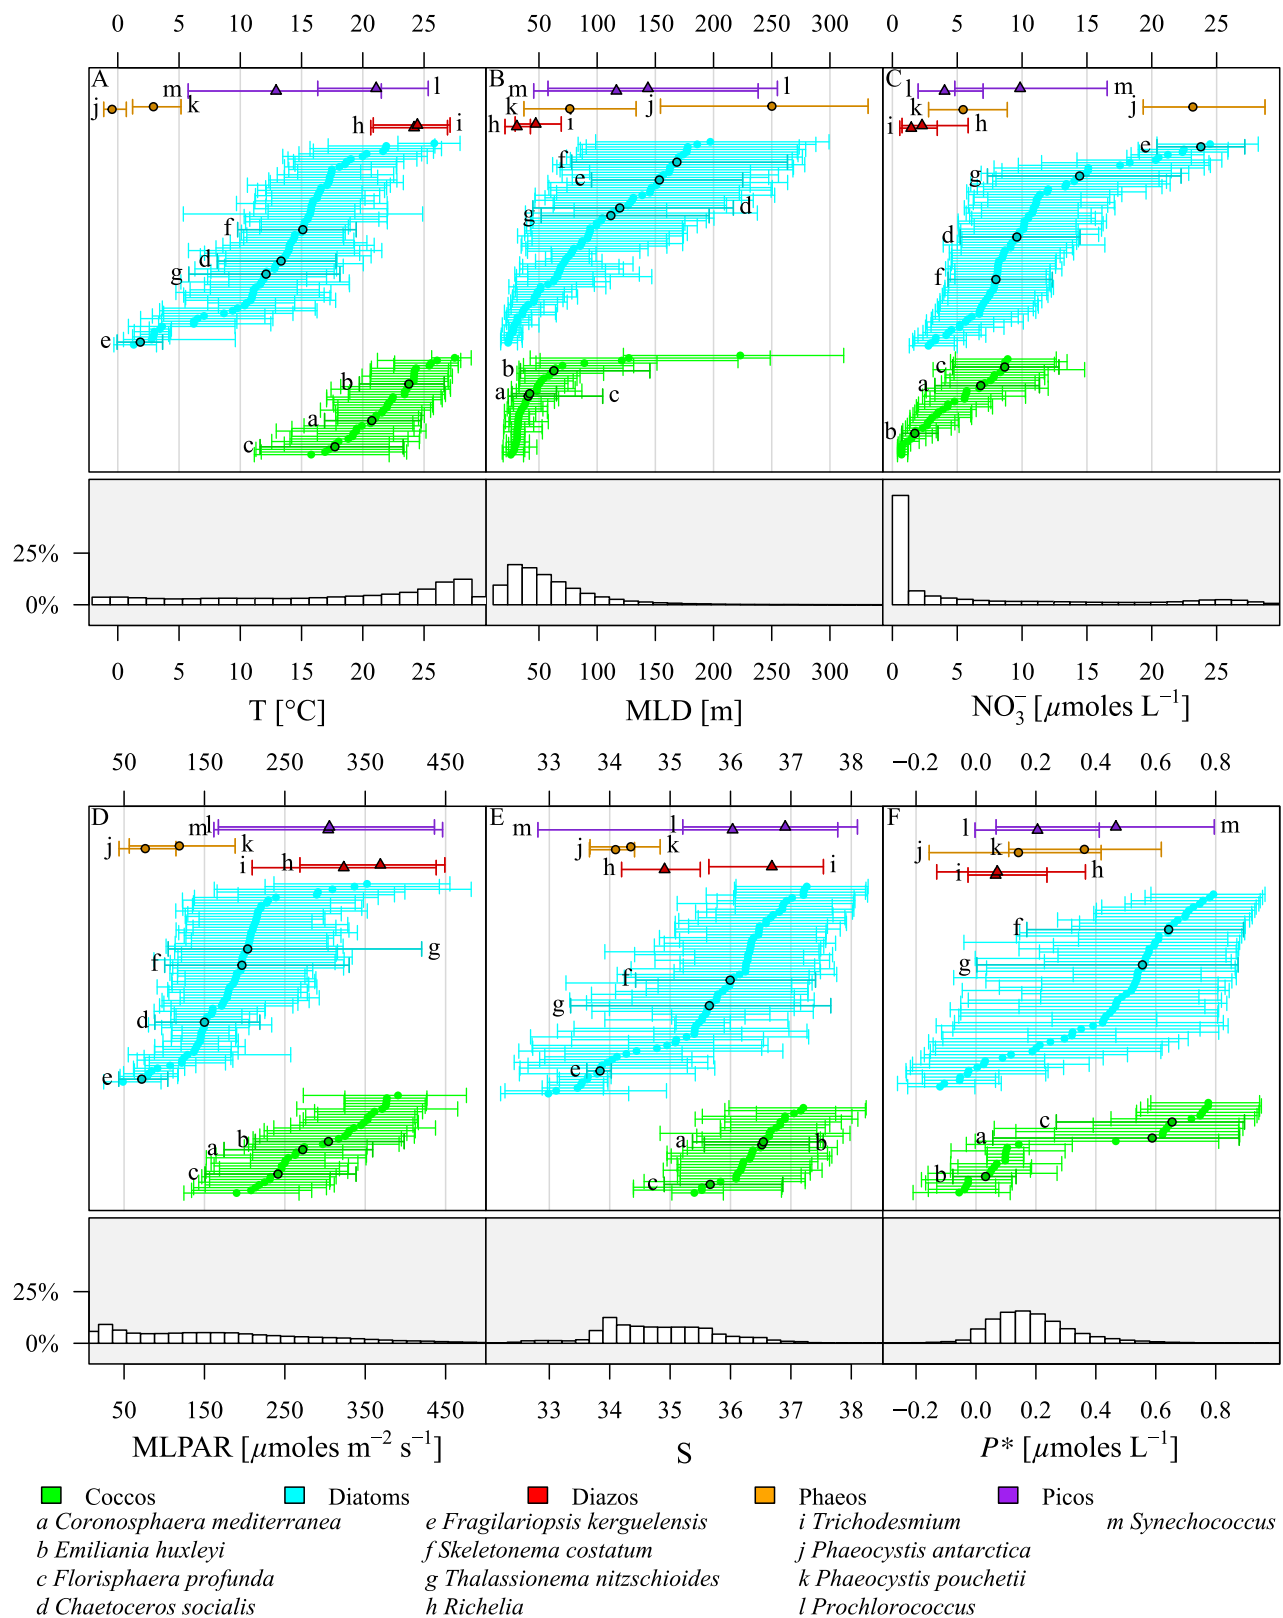 0 5 10 15 20 25 50 100 150 200 250 300 0 5 10 15 20 25
A m l B m l C l m
j k k j k j
h i h i i h
f e
e g
f d
d g d
g f
e
b b c
a a c a
c b
25%
0%
0 5 10 15 20 25 50 100 150 200 250 300 0 5 10 15 20 25
T [°C] MLD [m] NO₃⁻ [μmoles L⁻¹]
50 150 250 350 450 33 34 35 36 37 38 −0.2 0.0 0.2 0.4 0.6 0.8
D m l E m l F l m
j k j k j k
i h h i i h
g f
f f g
d g
e e
b a b c
a a
c c b
25%
0%
50 150 250 350 450 33 34 35 36 37 38 −0.2 0.0 0.2 0.4 0.6 0.8
MLPAR [μmoles m⁻² s⁻¹] S P* [μmoles L⁻¹]
Coccos Diatoms Diazos Phaeos Picos
a Coronosphaera mediterranea e Fragilariopsis kerguelensis i Trichodesmium m Synechococcus
b Emiliania huxleyi f Skeletonema costatum j Phaeocystis antarctica
c Florisphaera profunda g Thalassionema nitzschioides k Phaeocystis pouchetii
d Chaetoceros socialis h Richelia l Prochlorococcus